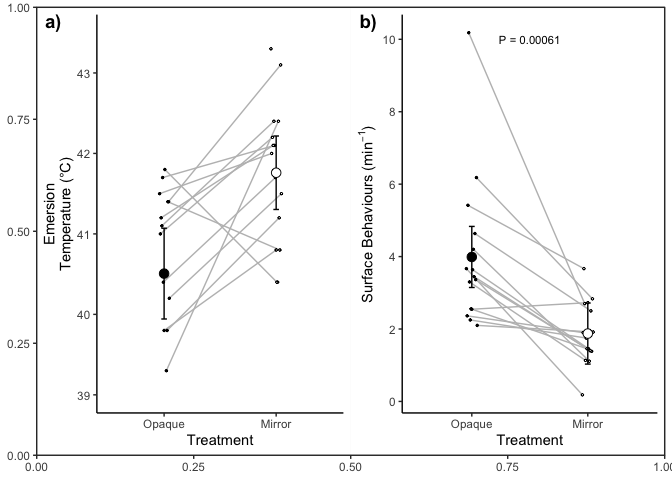 1.00
0.75
0.50
0.25
0.00
0.00
0.25
0.50
0.75
1.00
a)
43
42
41
40
39
Emersion
Temperature (°C)
Opaque
Mirror
Treatment
b)
P = 0.00061
10
8
6
4
2
0
Surface Behaviours (min⁻¹)
Opaque
Mirror
Treatment